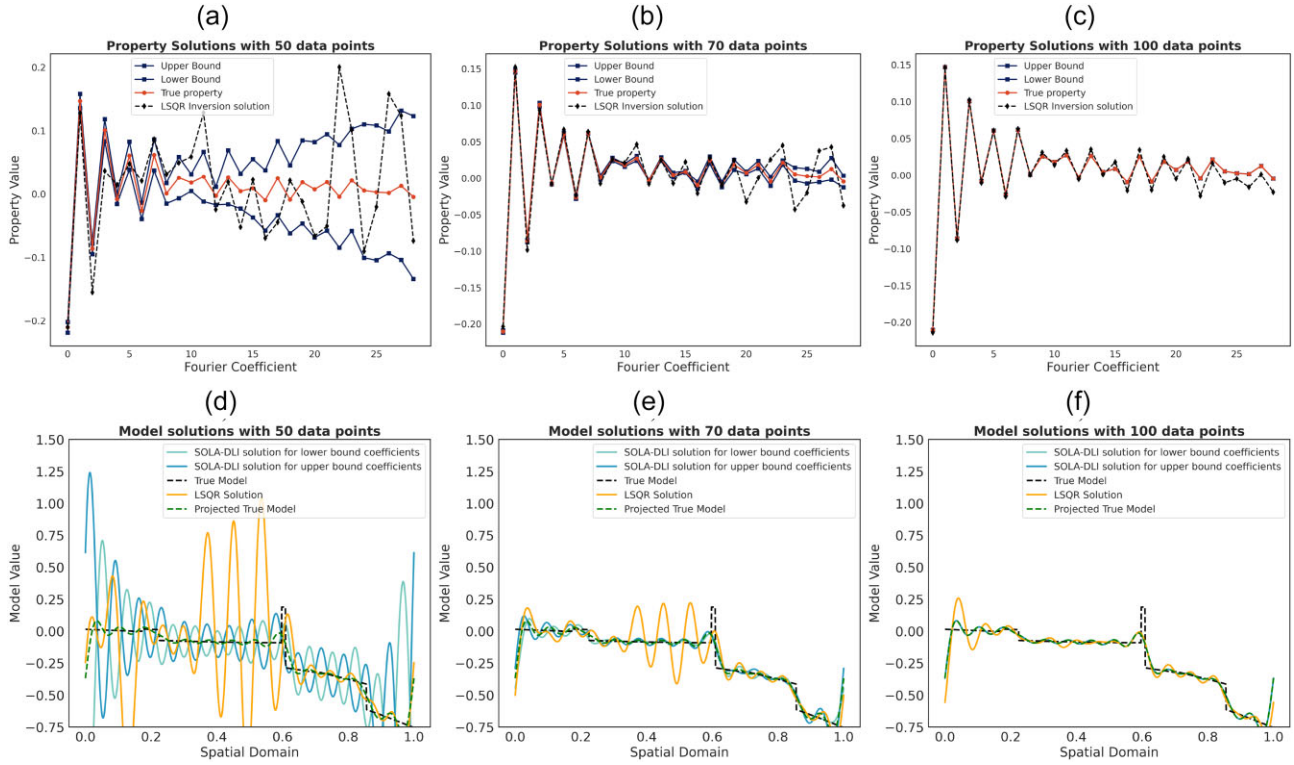 (a)
Property Solutions with 50 data points
Upper Bound
Lower Bound
True property
LSQR Inversion solution
0.2
0.1
0.0
−0.1
−0.2
Property Value
0 5 10 15 20 25
Fourier Coefficient
(b)
Property Solutions with 70 data points
Upper Bound
Lower Bound
True property
LSQR Inversion solution
0.15
0.10
0.05
0.00
−0.05
−0.10
−0.15
−0.20
Property Value
0 5 10 15 20 25
Fourier Coefficient
(c)
Property Solutions with 100 data points
Upper Bound
Lower Bound
True property
LSQR Inversion solution
0.15
0.10
0.05
0.00
−0.05
−0.10
−0.15
−0.20
Property Value
0 5 10 15 20 25
Fourier Coefficient
(d)
Model solutions with 50 data points
SOLA-DLI solution for lower bound coefficients
SOLA-DLI solution for upper bound coefficients
True Model
LSQR Solution
Projected True Model
1.50
1.25
1.00
0.75
0.50
0.25
0.00
−0.25
−0.50
−0.75
Model Value
0.0 0.2 0.4 0.6 0.8 1.0
Spatial Domain
(e)
Model solutions with 70 data points
SOLA-DLI solution for lower bound coefficients
SOLA-DLI solution for upper bound coefficients
True Model
LSQR Solution
Projected True Model
1.50
1.25
1.00
0.75
0.50
0.25
0.00
−0.25
−0.50
−0.75
Model Value
0.0 0.2 0.4 0.6 0.8 1.0
Spatial Domain
(f)
Model solutions with 100 data points
SOLA-DLI solution for lower bound coefficients
SOLA-DLI solution for upper bound coefficients
True Model
LSQR Solution
Projected True Model
1.50
1.25
1.00
0.75
0.50
0.25
0.00
−0.25
−0.50
−0.75
Model Value
0.0 0.2 0.4 0.6 0.8 1.0
Spatial Domain